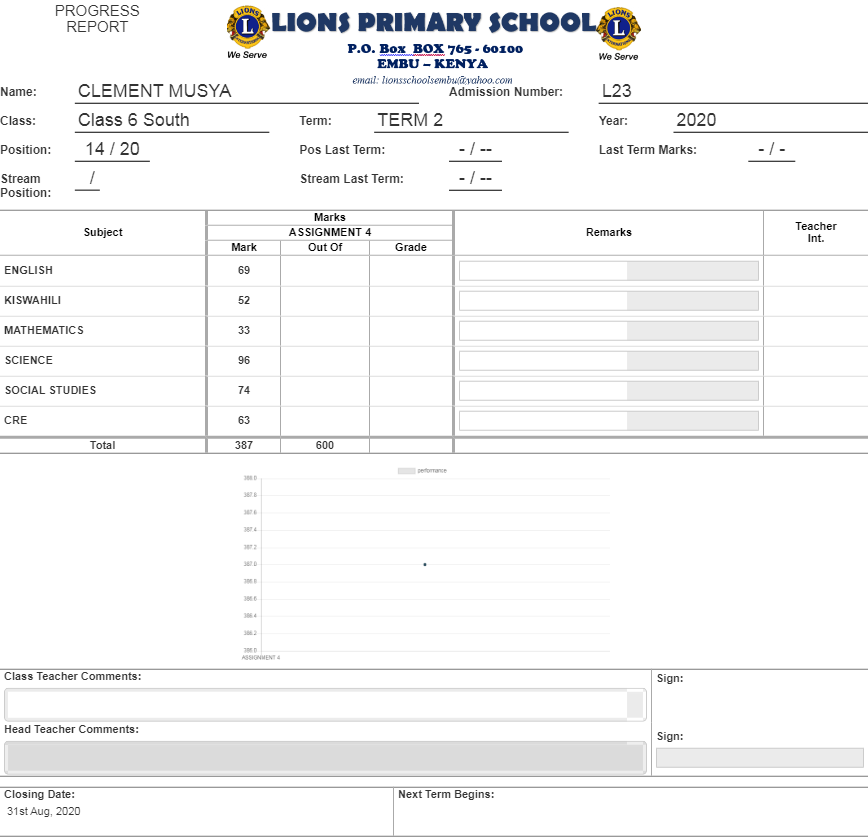 PROGRESS
REPORT
LIONS PRIMARY SCHOOL
P.O. Box BOX 765 - 60100
EMBU – KENYA
email: lionsschoolsembu@yahoo.com
LIONS
L
INTERNATIONAL
We Serve
LIONS
L
INTERNATIONAL
We Serve
Name: CLEMENT MUSYA Admission Number: L23
Class: Class 6 South Term: TERM 2 Year: 2020
Position: 14 / 20 Pos Last Term: - / -- Last Term Marks: - / -
Stream Position: / Stream Last Term: - / --
Subject Marks Remarks Teacher Int.
ASSIGNMENT 4
Mark Out Of Grade
ENGLISH 69
KISWAHILI 52
MATHEMATICS 33
SCIENCE 96
SOCIAL STUDIES 74
CRE 63
Total 387 600
performance
388.0
387.8
387.6
387.4
387.2
387.0
386.8
386.6
386.4
386.2
386.0
ASSIGNMENT 4
Class Teacher Comments: Sign:
Head Teacher Comments: Sign:
Closing Date: Next Term Begins:
31st Aug, 2020